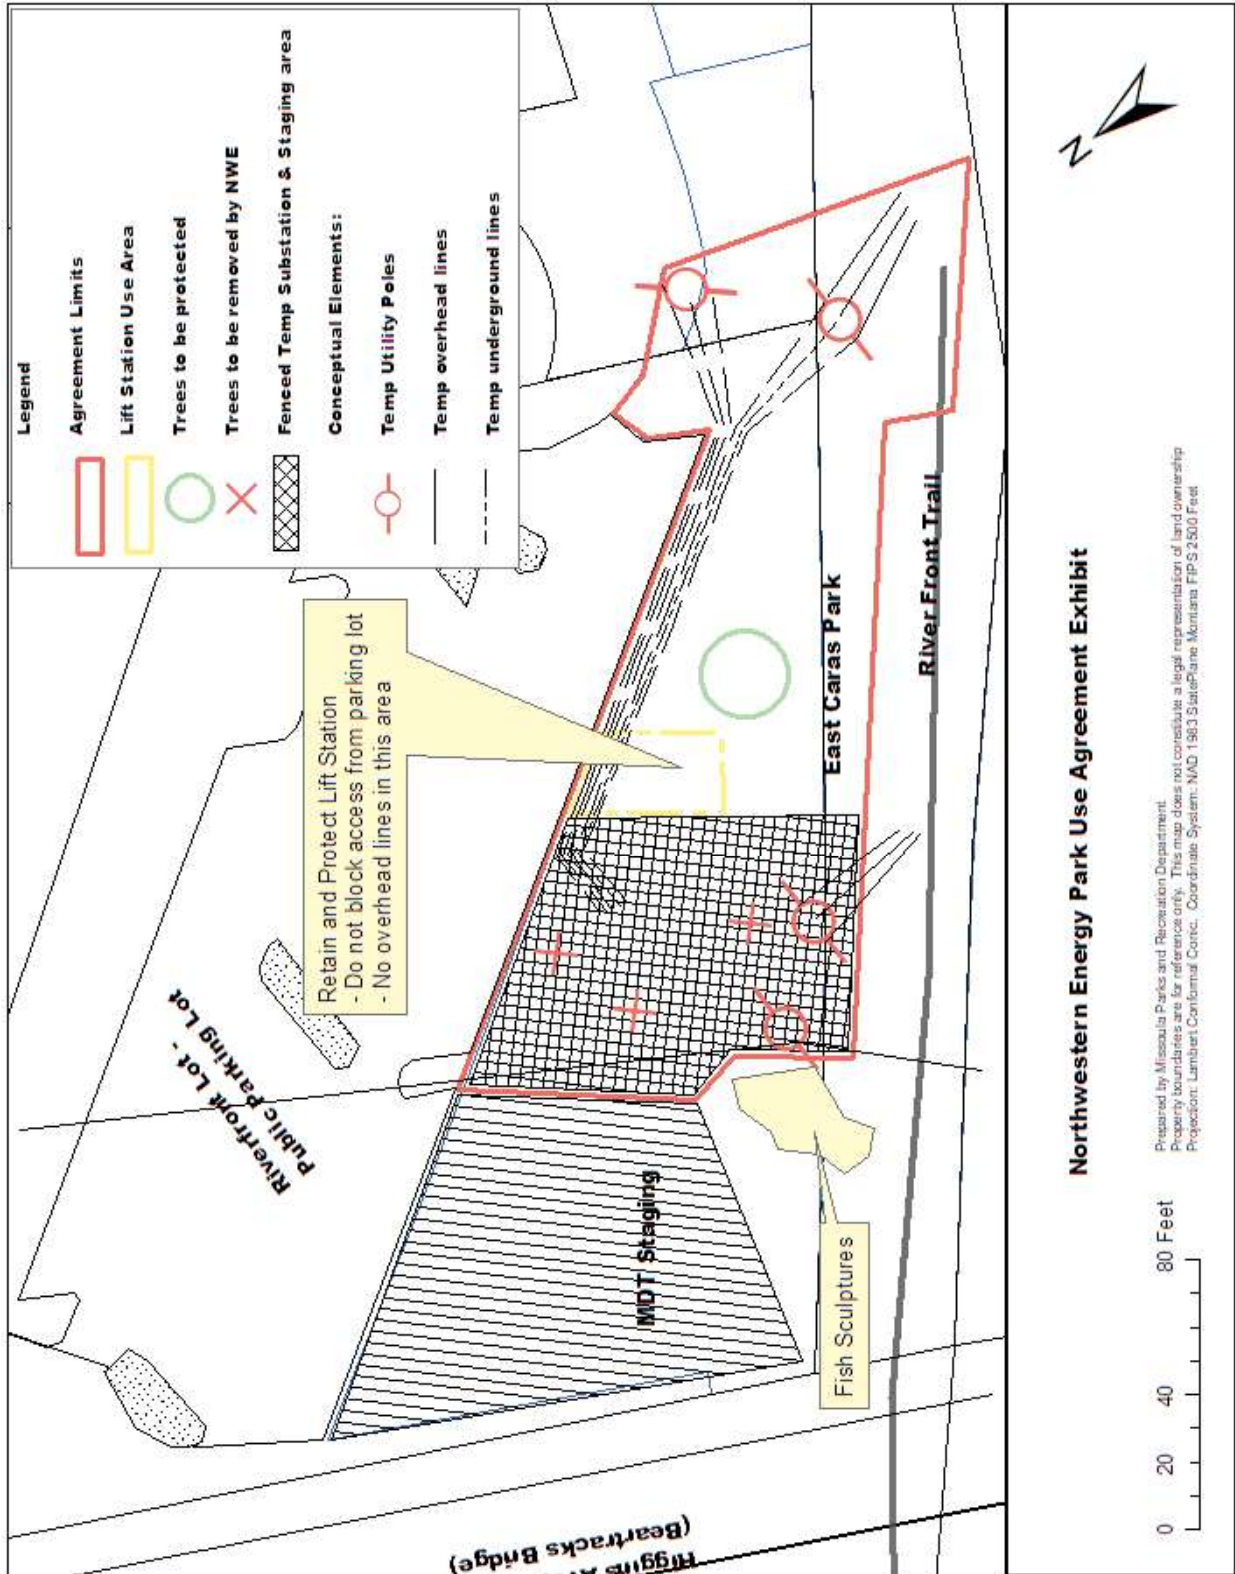 Legend
Agreement Limits
Lift Station Use Area
Trees to be protected
Trees to be removed by NWE
Fenced Temp Substation & Staging area
Conceptual Elements:
Temp Utility Poles
Temp overhead lines
Temp underground lines
N
Retain and Protect Lift Station
- Do not block access from parking lot
- No overhead lines in this area
Riverfront Lot -
Public Parking Lot
East Caras Park
River Front Trail
MDT Staging
Fish Sculptures
Higgins
(Beartracks Bridge)
Northwestern Energy Park Use Agreement Exhibit
Prepared by Missoula Parks and Recreation Department.
Property boundaries are for reference only. This map does not constitute a legal representation of land ownership
Projection: Lambert Conformal Conic. Coordinate System: NAD 1983 StatePlane Montana FIPS 2500 Feet
0 20 40 80 Feet